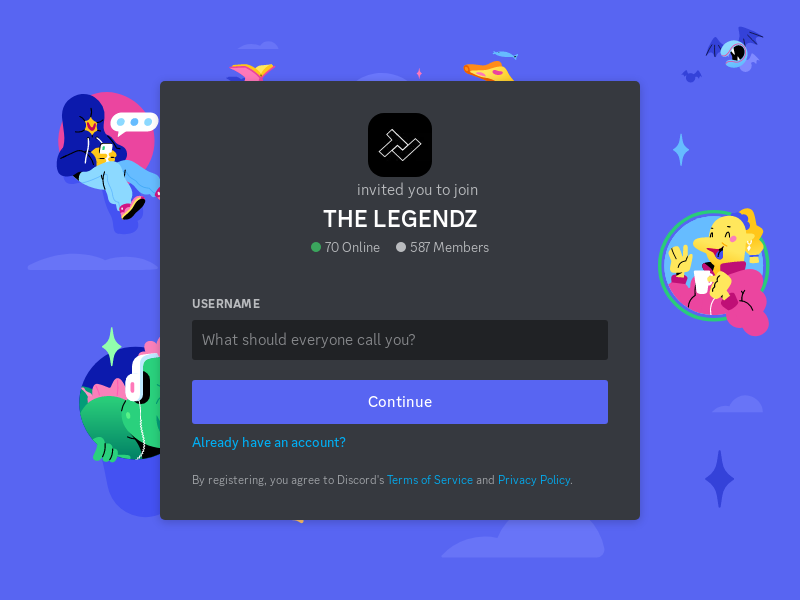 invited you to join
THE LEGENDZ
70 Online 587 Members
USERNAME
What should everyone call you?
Continue
Already have an account?
By registering, you agree to Discord's Terms of Service and Privacy Policy.